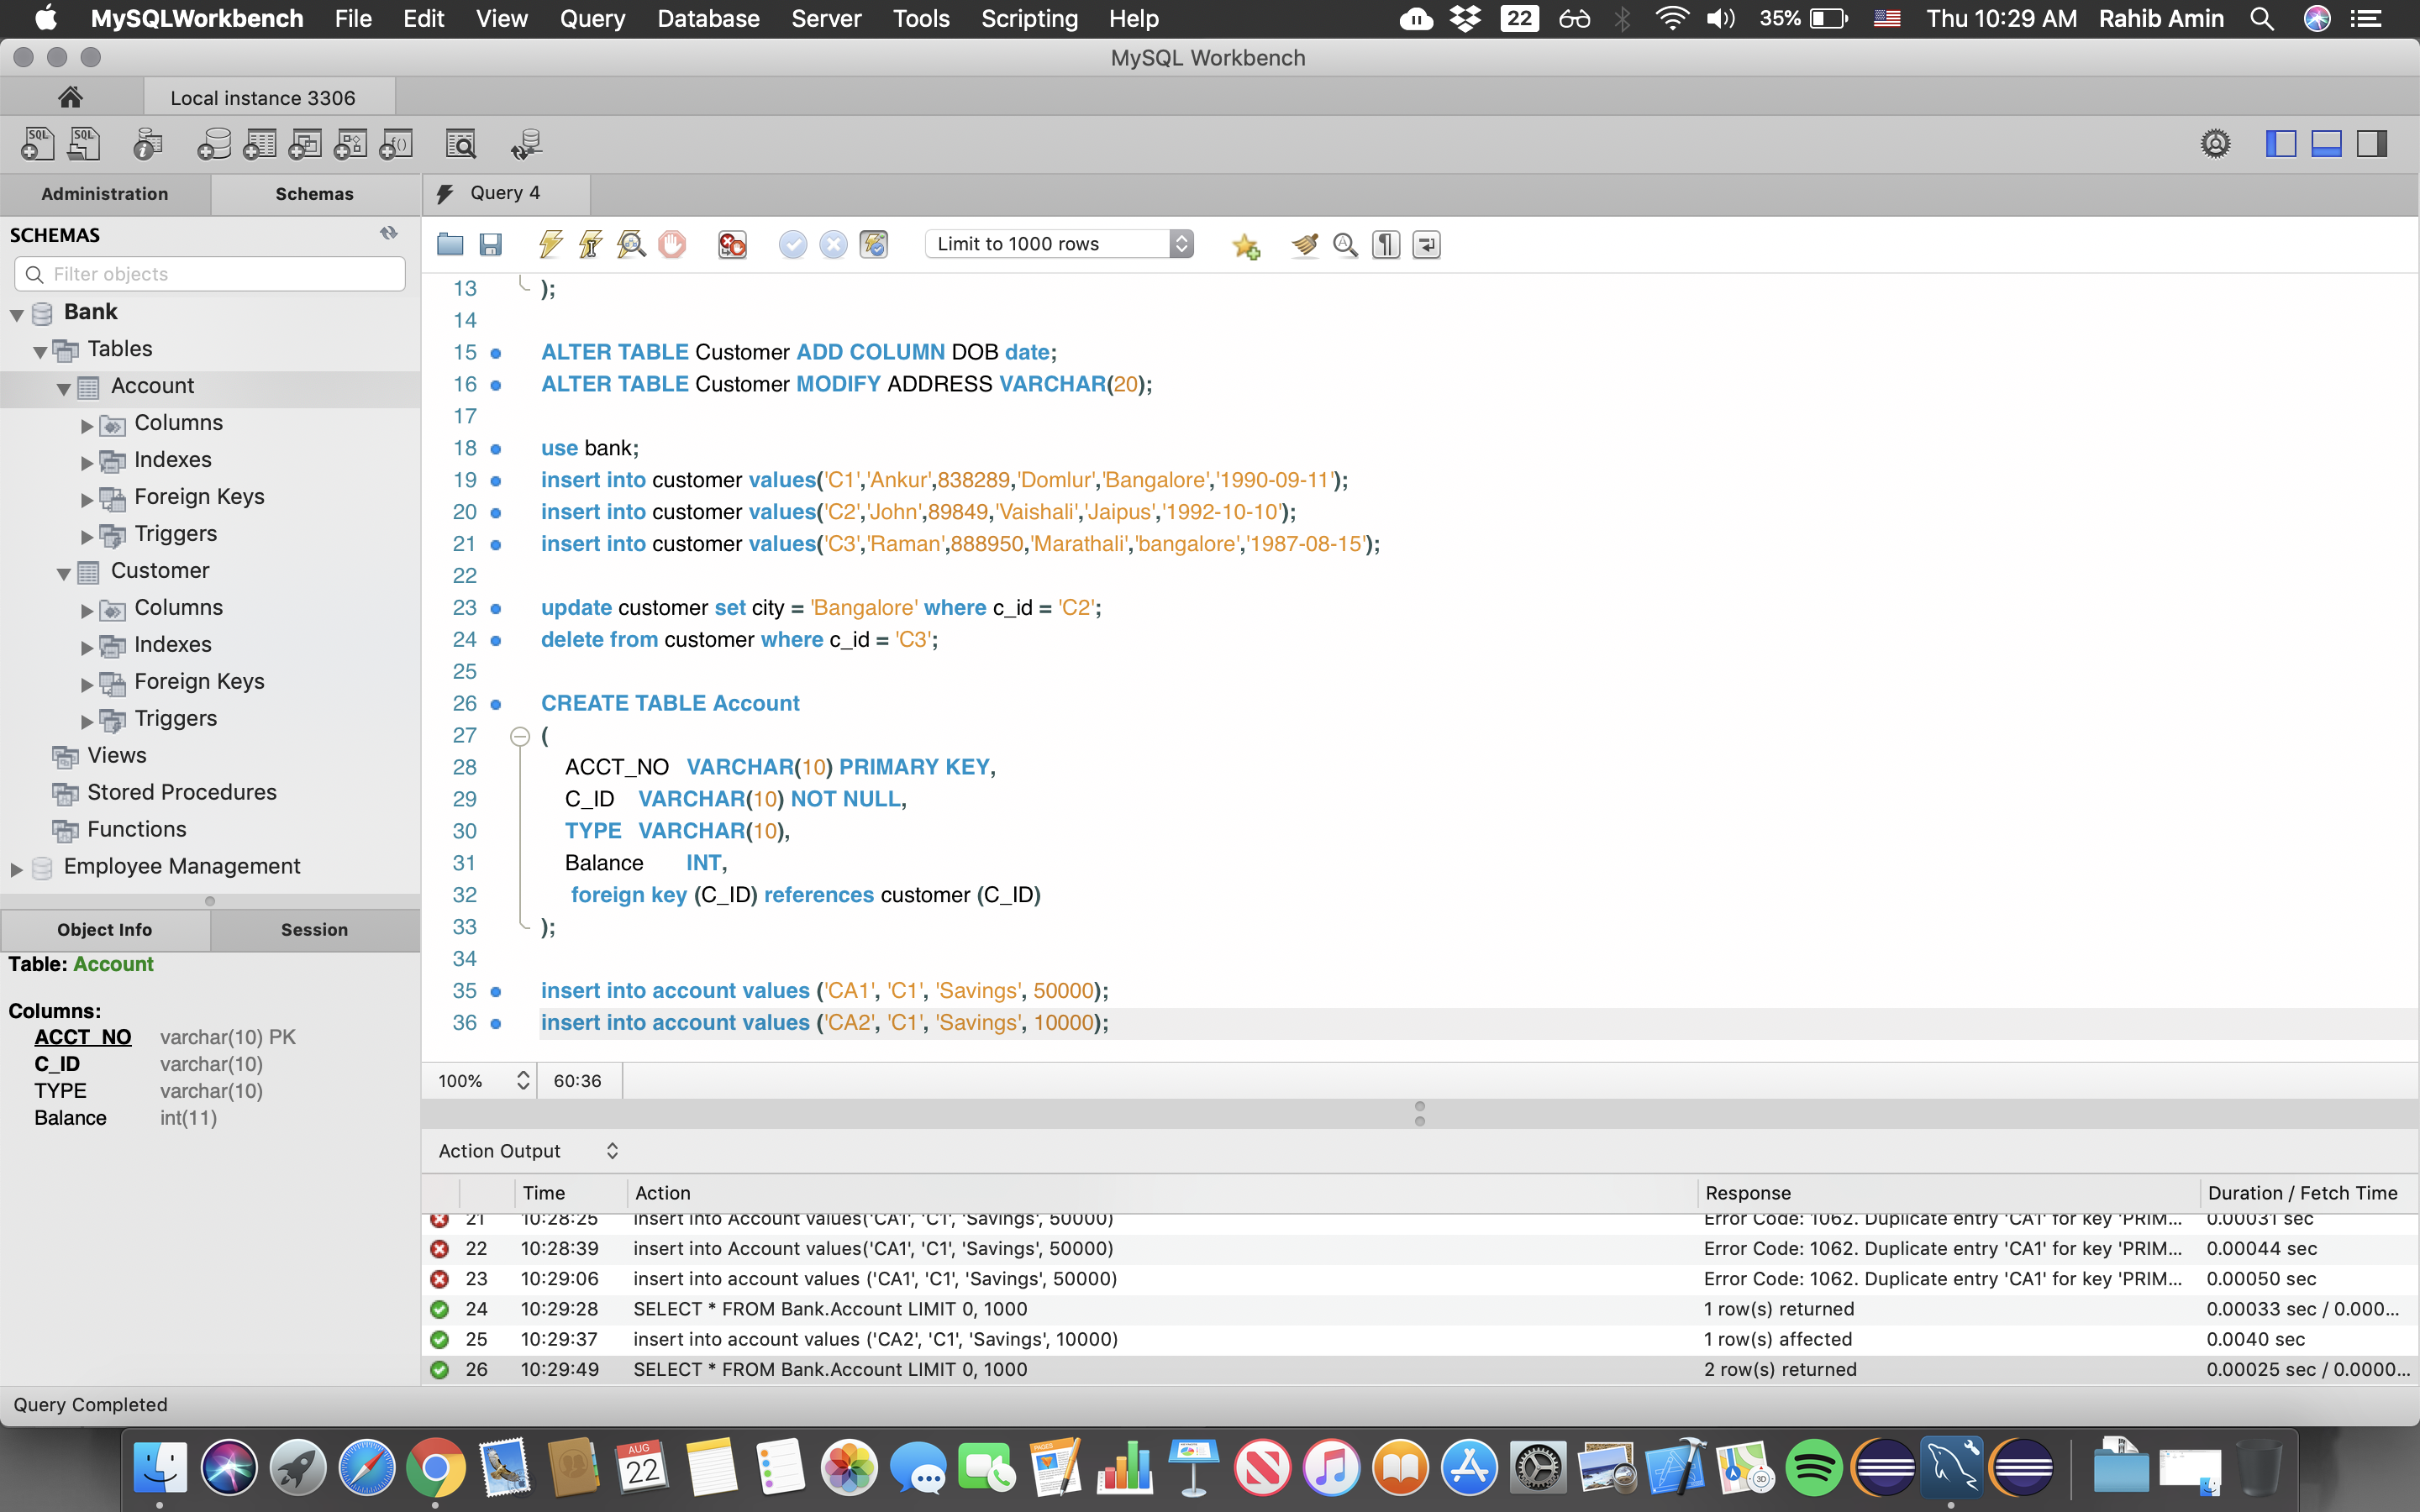 MySQLWorkbench File Edit View Query Database Server Tools Scripting Help 22 35% Thu 10:29 AM Rahib Amin
MySQL Workbench
Local instance 3306
SQL SQL
Administration Schemas Query 4
SCHEMAS
Filter objects
Limit to 1000 rows
Bank
Tables
Account
Columns
Indexes
Foreign Keys
Triggers
Customer
Columns
Indexes
Foreign Keys
Triggers
Views
Stored Procedures
Functions
Employee Management
Object Info Session
Table: Account
Columns:
ACCT_NO varchar(10) PK
C_ID varchar(10)
TYPE varchar(10)
Balance int(11)
13 );
14
15 ALTER TABLE Customer ADD COLUMN DOB date;
16 ALTER TABLE Customer MODIFY ADDRESS VARCHAR(20);
17
18 use bank;
19 insert into customer values('C1','Ankur',838289,'Domlur','Bangalore','1990-09-11');
20 insert into customer values('C2','John',89849,'Vaishali','Jaipus','1992-10-10');
21 insert into customer values('C3','Raman',888950,'Marathali','bangalore','1987-08-15');
22
23 update customer set city = 'Bangalore' where c_id = 'C2';
24 delete from customer where c_id = 'C3';
25
26 CREATE TABLE Account
27 (
28 ACCT_NO VARCHAR(10) PRIMARY KEY,
29 C_ID VARCHAR(10) NOT NULL,
30 TYPE VARCHAR(10),
31 Balance INT,
32 foreign key (C_ID) references customer (C_ID)
33 );
34
35 insert into account values ('CA1', 'C1', 'Savings', 50000);
36 insert into account values ('CA2', 'C1', 'Savings', 10000);
100% 60:36
Action Output
Time Action Response Duration / Fetch Time
21 10:28:25 insert into Account values('CA1', 'C1', 'Savings', 50000) Error Code: 1062. Duplicate entry 'CA1' for key 'PRIM... 0.00031 sec
22 10:28:39 insert into Account values('CA1', 'C1', 'Savings', 50000) Error Code: 1062. Duplicate entry 'CA1' for key 'PRIM... 0.00044 sec
23 10:29:06 insert into account values ('CA1', 'C1', 'Savings', 50000) Error Code: 1062. Duplicate entry 'CA1' for key 'PRIM... 0.00050 sec
24 10:29:28 SELECT * FROM Bank.Account LIMIT 0, 1000 1 row(s) returned 0.00033 sec / 0.000...
25 10:29:37 insert into account values ('CA2', 'C1', 'Savings', 10000) 1 row(s) affected 0.0040 sec
26 10:29:49 SELECT * FROM Bank.Account LIMIT 0, 1000 2 row(s) returned 0.00025 sec / 0.0000...
Query Completed
AUG
22
PAGES
3D